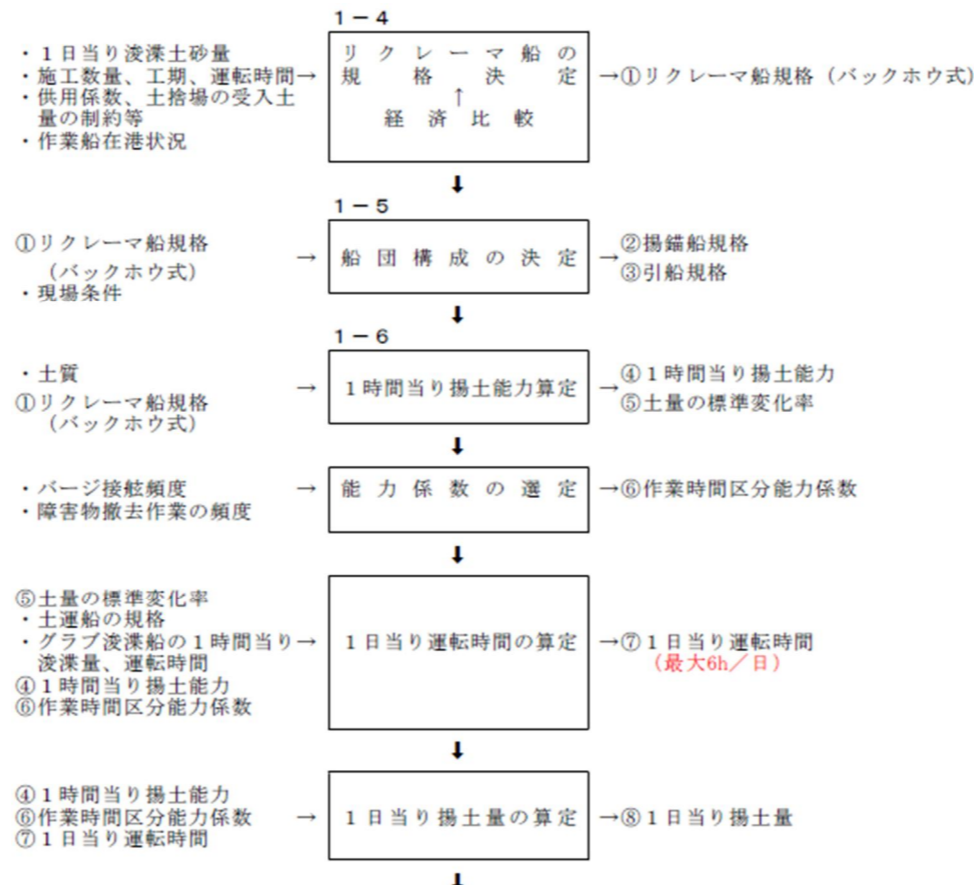 1－4
・1日当り浚渫土砂量
・施工数量、工期、運転時間→
・供用係数、土捨場の受入土
量の制約等
・作業船在港状況
リクレーマ船の
規格決定
↑
経済比較
→①リクレーマ船規格（バックホウ式）
⬇
1－5
①リクレーマ船規格
（バックホウ式）
・現場条件
→
船団構成の決定
→②揚錨船規格
③引船規格
⬇
1－6
・土質
①リクレーマ船規格
（バックホウ式）
→
1時間当り揚土能力算定
→④1時間当り揚土能力
⑤土量の標準変化率
⬇
・バージ接舷頻度
・障害物撤去作業の頻度
→
能力係数の選定
→⑥作業時間区分能力係数
⬇
⑤土量の標準変化率
・土運船の規格
・グラブ浚渫船の1時間当り→
浚渫量、運転時間
④1時間当り揚土能力
⑥作業時間区分能力係数
1日当り運転時間の算定
→⑦1日当り運転時間
（最大6h／日）
⬇
④1時間当り揚土能力
⑥作業時間区分能力係数
⑦1日当り運転時間
→
1日当り揚土量の算定
→⑧1日当り揚土量
⬇